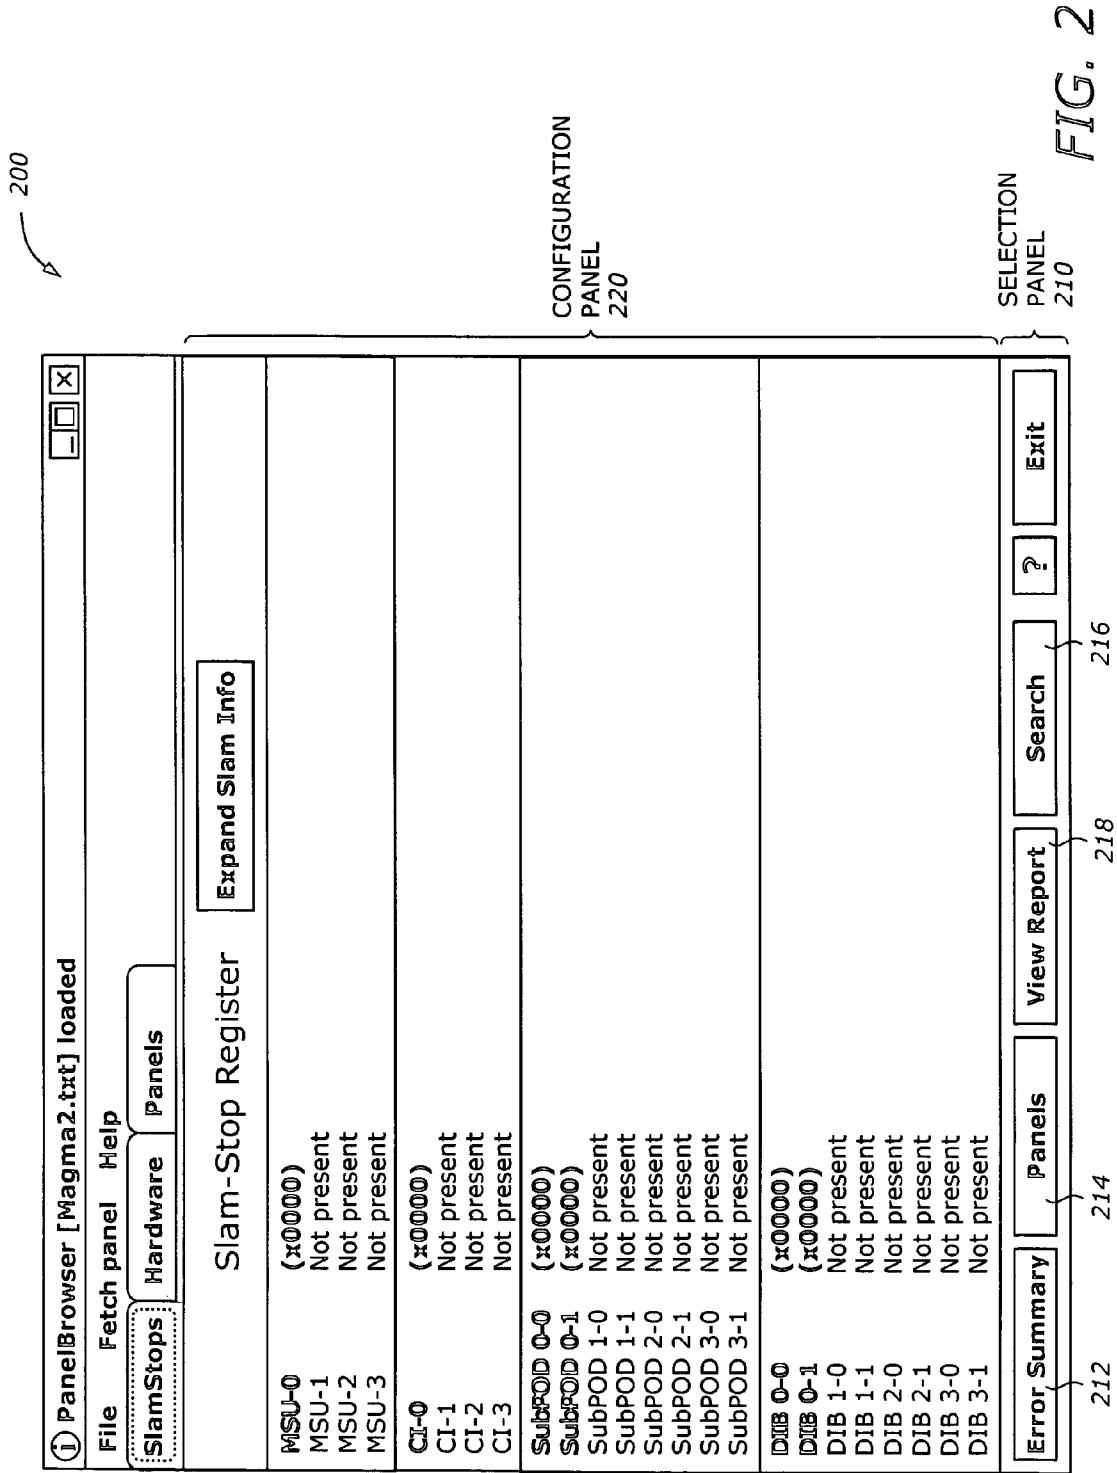 200
PanelBrowser [Magma2.txt] loaded
File Fetch panel Help
SlamStops Hardware Panels
Slam-Stop Register Expand Slam Info
MSU-0 (x0000)
MSU-1 Not present
MSU-2 Not present
MSU-3 Not present
CI-0 (x0000)
CI-1 Not present
CI-2 Not present
CI-3 Not present
SubPOD 0-0 (x0000)
SubPOD 0-1 (x0000)
SubPOD 1-0 Not present
SubPOD 1-1 Not present
SubPOD 2-0 Not present
SubPOD 2-1 Not present
SubPOD 3-0 Not present
SubPOD 3-1 Not present
DIB 0-0 (x0000)
DIB 0-1 (x0000)
DIB 1-0 Not present
DIB 1-1 Not present
DIB 2-0 Not present
DIB 2-1 Not present
DIB 3-0 Not present
DIB 3-1 Not present
CONFIGURATION
PANEL
220
Error Summary Panels View Report Search ? Exit
SELECTION
PANEL
210
212 214 218 216
FIG. 2